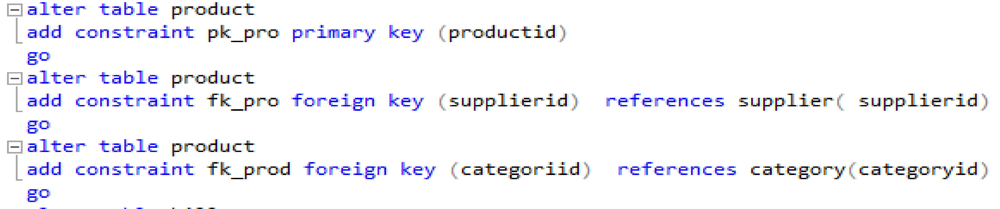 alter table product
add constraint pk_pro primary key (productid)
go
alter table product
add constraint fk_pro foreign key (supplierid)  references supplier( supplierid)
go
alter table product
add constraint fk_prod foreign key (categoriid)  references category(categoryid)
go